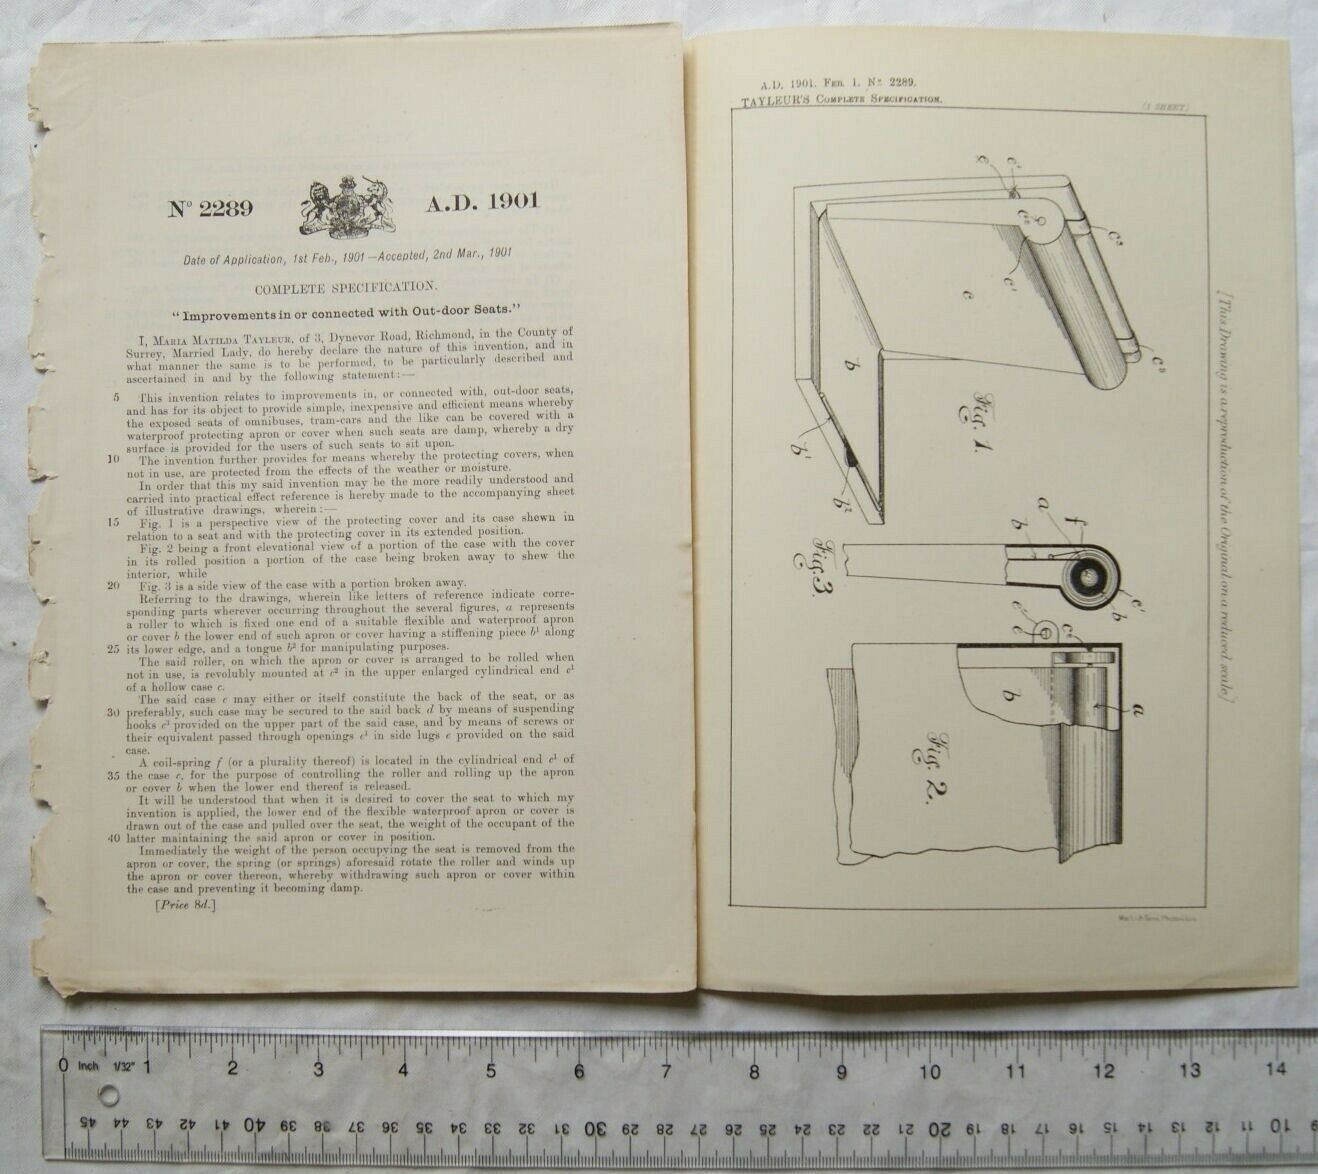 Nº 2289 A.D. 1901
Date of Application, 1st Feb., 1901—Accepted, 2nd Mar., 1901
COMPLETE SPECIFICATION.
“Improvements in or connected with Out-door Seats.”
I, MARIA MATILDA TAYLEUR, of 3, Dynevor Road, Richmond, in the County of
Surrey, Married Lady, do hereby declare the nature of this invention, and in
what manner the same is to be performed, to be particularly described and
ascertained in and by the following statement:—
5 This invention relates to improvements in, or connected with, out-door seats,
and has for its object to provide simple, inexpensive and efficient means whereby
the exposed seats of omnibuses, tram-cars and the like can be covered with a
waterproof protecting apron or cover when such seats are damp, whereby a dry
surface is provided for the users of such seats to sit upon.
10 The invention further provides for means whereby the protecting covers, when
not in use, are protected from the effects of the weather or moisture.
In order that this my said invention may be the more readily understood and
carried into practical effect reference is hereby made to the accompanying sheet
of illustrative drawings, wherein:—
15 Fig. 1 is a perspective view of the protecting cover and its case shewn in
relation to a seat and with the protecting cover in its extended position.
Fig. 2 being a front elevational view of a portion of the case with the cover
in its rolled position a portion of the case being broken away to shew the
interior, while
20 Fig. 3 is a side view of the case with a portion broken away.
Referring to the drawings, wherein like letters of reference indicate corre-
sponding parts wherever occurring throughout the several figures, a represents
a roller to which is fixed one end of a suitable flexible and waterproof apron
or cover b the lower end of such apron or cover having a stiffening piece b¹ along
25 its lower edge, and a tongue b² for manipulating purposes.
The said roller, on which the apron or cover is arranged to be rolled when
not in use, is revolubly mounted at c² in the upper enlarged cylindrical end c¹
of a hollow case c.
The said case c may either or itself constitute the back of the seat, or as
30 preferably, such case may be secured to the said back d by means of suspending
hooks c³ provided on the upper part of the said case, and by means of screws or
their equivalent passed through openings e¹ in side lugs e provided on the said
case.
A coil-spring f (or a plurality thereof) is located in the cylindrical end c¹ of
35 the case c, for the purpose of controlling the roller and rolling up the apron
or cover b when the lower end thereof is released.
It will be understood that when it is desired to cover the seat to which my
invention is applied, the lower end of the flexible waterproof apron or cover is
drawn out of the case and pulled over the seat, the weight of the occupant of the
40 latter maintaining the said apron or cover in position.
Immediately the weight of the person occupying the seat is removed from the
apron or cover, the spring (or springs) aforesaid rotate the roller and winds up
the apron or cover thereon, whereby withdrawing such apron or cover within
the case and preventing it becoming damp.
[Price 8d.]
A.D. 1901. FEB. 1. Nº 2289.
TAYLEUR'S COMPLETE SPECIFICATION.
(1 SHEET)
e e¹ c² c³
c¹ c c³
b b¹ b²
Fig. 1.
a f b c¹ b
Fig. 3.
e¹ e c² a b
Fig. 2.
[This Drawing is a reproduction of the Original on a reduced scale]
0 Inch 1/32" 1 2 3 4 5 6 7 8 9 10 11 12 13 14
45 44 43 42 41 40 39 38 37 36 35 34 33 32 31 30 29 28 27 26 25 24 23 22 21 20 19 18 17 16 15 14 13 12 11 10 9